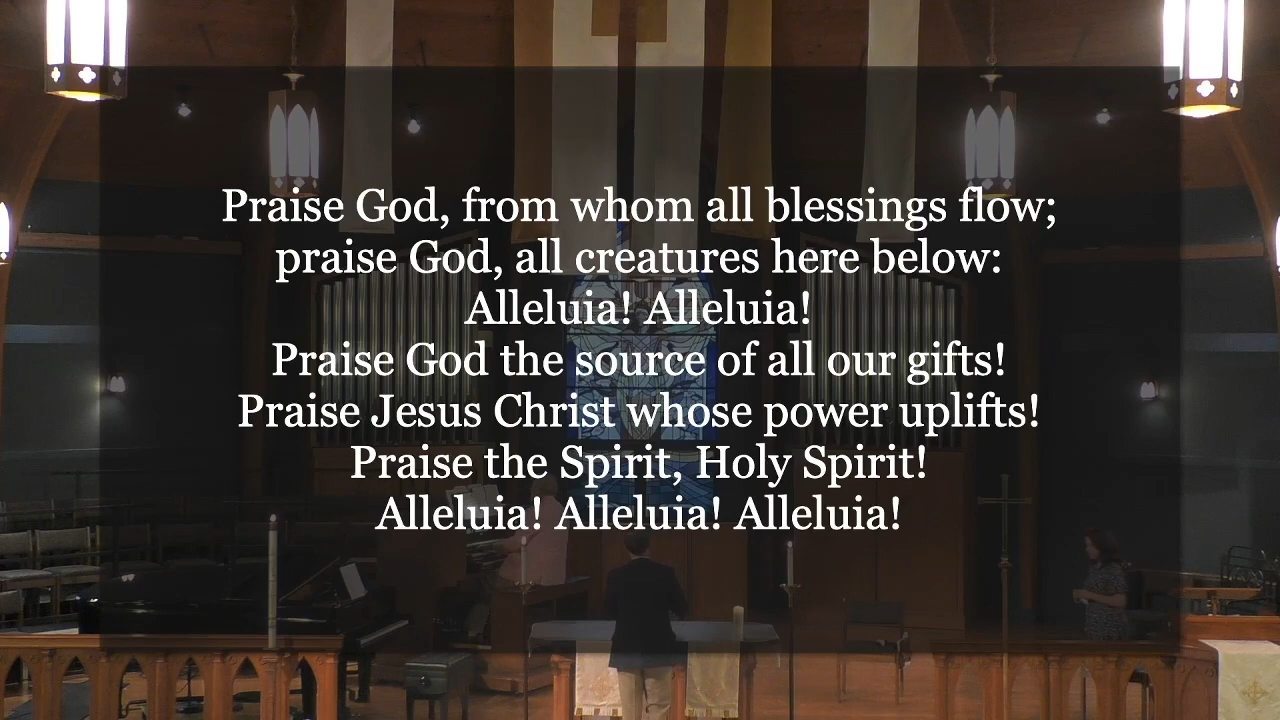 Praise God, from whom all blessings flow;
praise God, all creatures here below:
Alleluia! Alleluia!
Praise God the source of all our gifts!
Praise Jesus Christ whose power uplifts!
Praise the Spirit, Holy Spirit!
Alleluia! Alleluia! Alleluia!